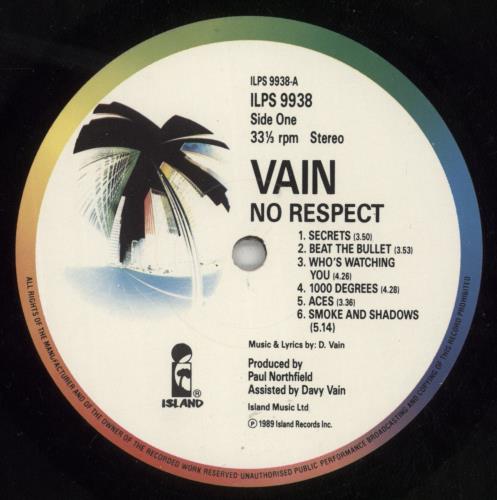 ILPS 9938-A
ILPS 9938
Side One
33⅓ rpm Stereo
VAIN
NO RESPECT
1. SECRETS (3.50)
2. BEAT THE BULLET (3.53)
3. WHO'S WATCHING
YOU (4.26)
4. 1000 DEGREES (4.28)
5. ACES (3.36)
6. SMOKE AND SHADOWS
(5.14)
Music & Lyrics by: D. Vain
Produced by
Paul Northfield
Assisted by Davy Vain
Island Music Ltd
℗ 1989 Island Records Inc.
ISLAND ®
ALL RIGHTS OF THE MANUFACTURER AND OF THE OWNER OF THE RECORDED WORK RESERVED UNAUTHORISED PUBLIC PERFORMANCE BROADCASTING AND COPYING OF THIS RECORD PROHIBITED